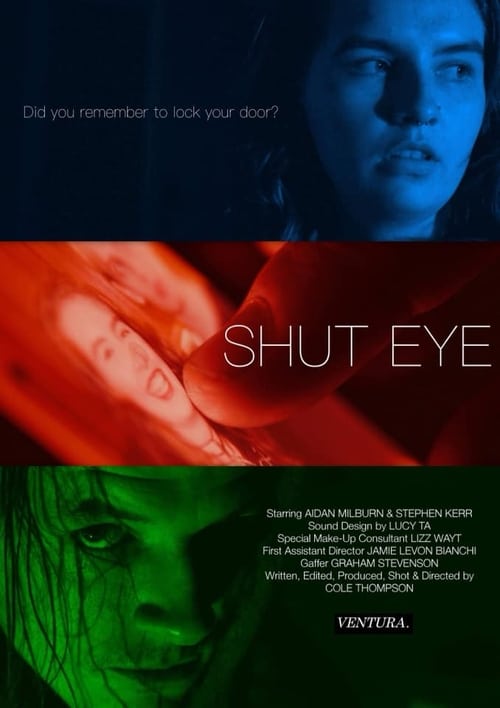 Did you remember to lock your door?
SHUT EYE
Starring AIDAN MILBURN & STEPHEN KERR
Sound Design by LUCY TA
Special Make-Up Consultant LIZZ WAYT
First Assistant Director JAMIE LEVON BIANCHI
Gaffer GRAHAM STEVENSON
Written, Edited, Produced, Shot & Directed by
COLE THOMPSON
VENTURA.